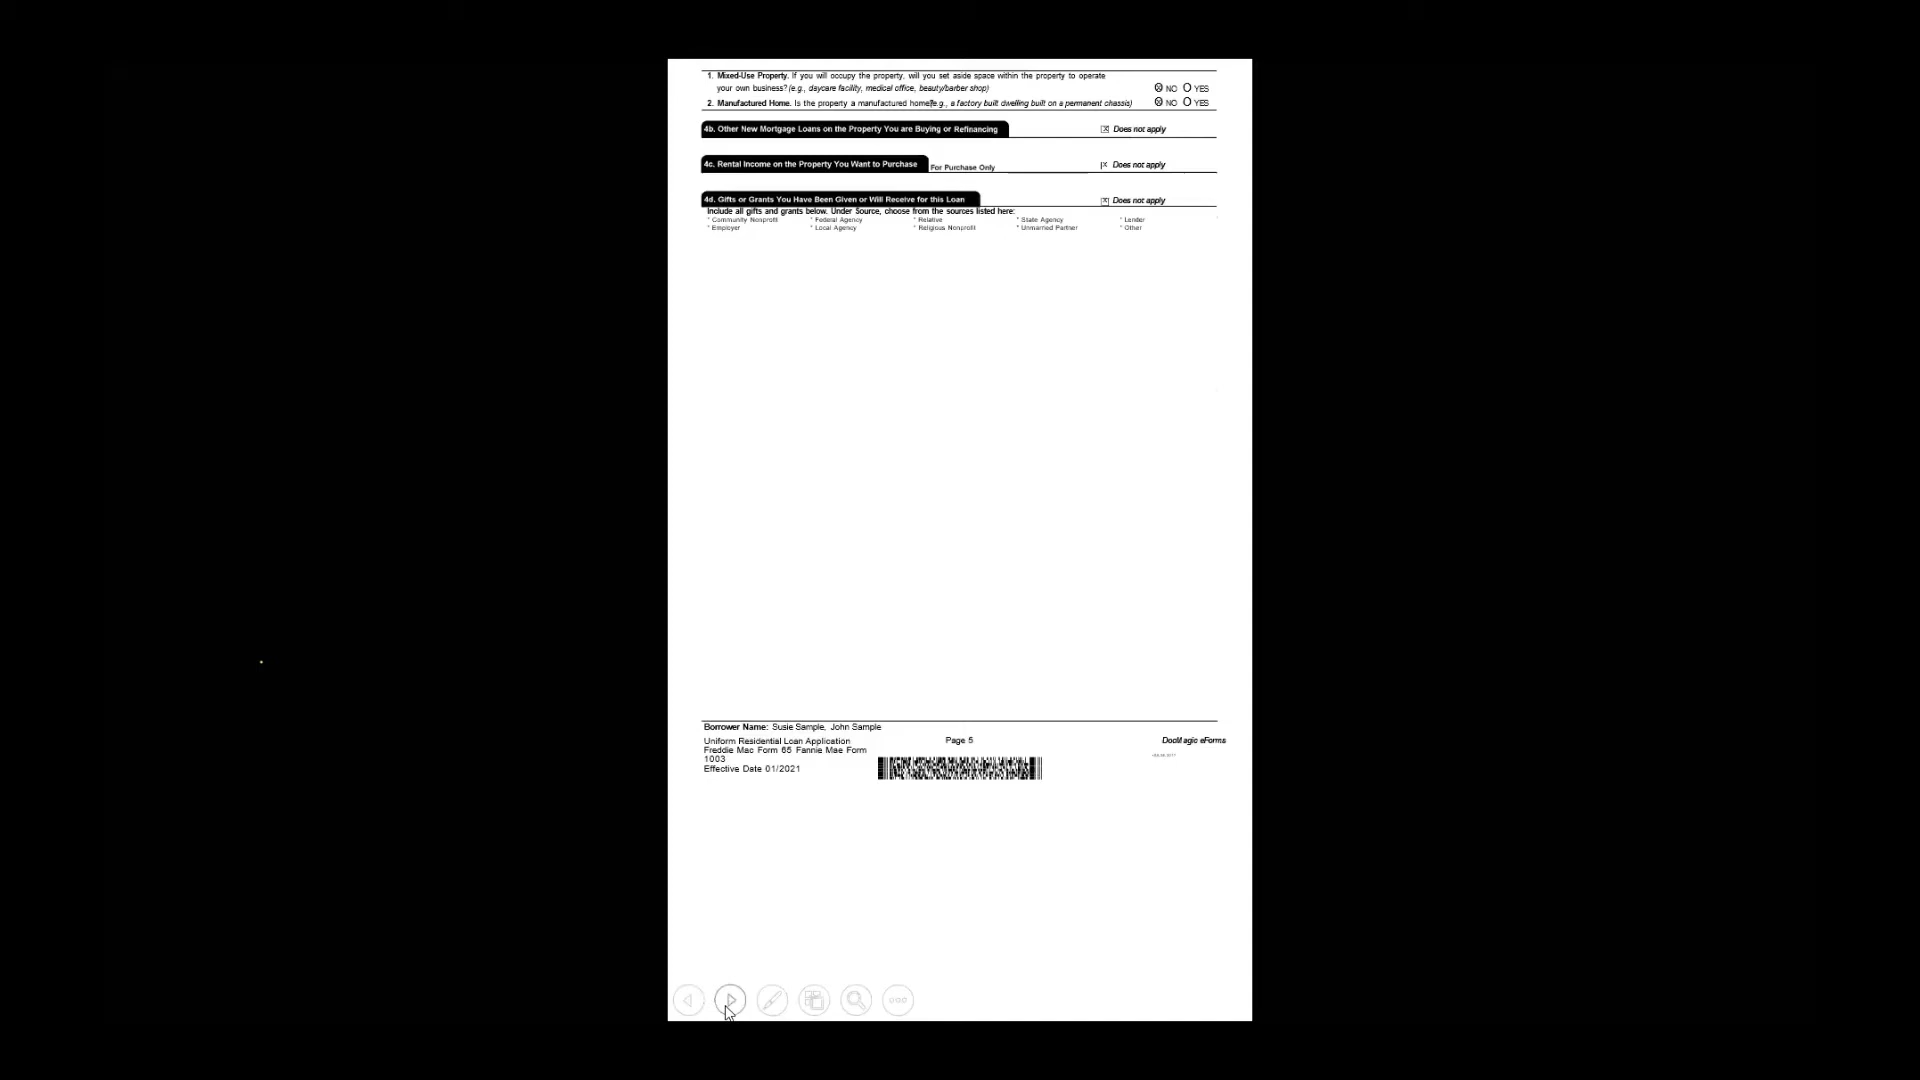 1. Mixed-Use Property. If you will occupy the property, will you set aside space within the property to operate
your own business? (e.g., daycare facility, medical office, beauty/barber shop) NO YES
2. Manufactured Home. Is the property a manufactured home? (e.g., a factory built dwelling built on a permanent chassis) NO YES
4b. Other New Mortgage Loans on the Property You are Buying or Refinancing Does not apply
4c. Rental Income on the Property You Want to Purchase For Purchase Only Does not apply
4d. Gifts or Grants You Have Been Given or Will Receive for this Loan Does not apply
Include all gifts and grants below. Under Source, choose from the sources listed here:
* Community Nonprofit * Federal Agency * Relative * State Agency * Lender
* Employer * Local Agency * Religious Nonprofit * Unmarried Partner * Other
Borrower Name: Susie Sample, John Sample
Uniform Residential Loan Application Page 5 DocMagic eForms
Freddie Mac Form 65 Fannie Mae Form
1003
Effective Date 01/2021